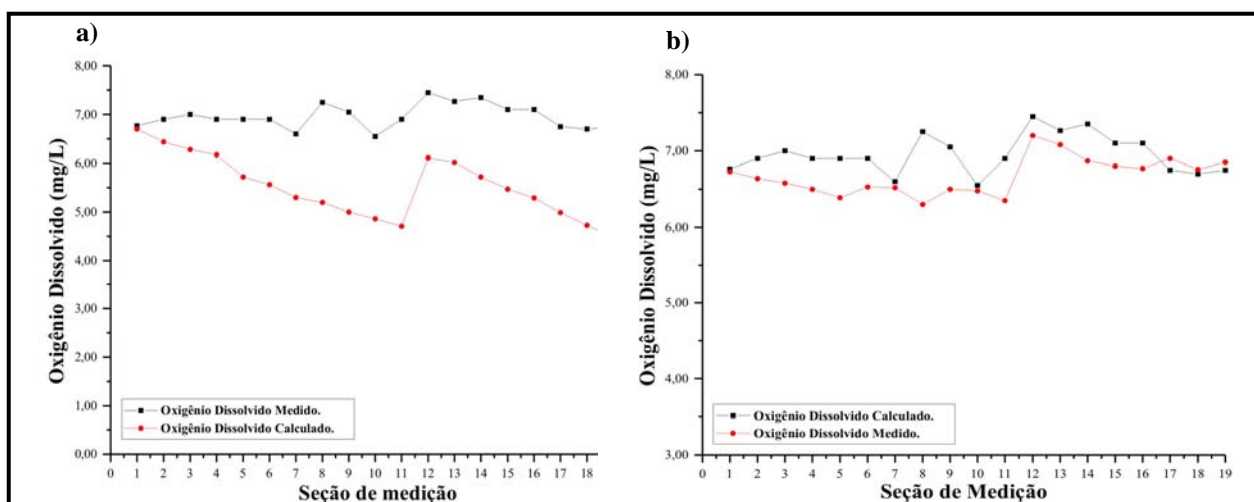 a)
8,00
7,00
6,00
5,00
4,00
3,00
2,00
1,00
0,00
Oxigênio Dissolvido (mg/L)
Oxigênio Dissolvido Medido.
Oxigênio Dissolvido Calculado.
0 1 2 3 4 5 6 7 8 9 10 11 12 13 14 15 16 17 18
Seção de medição
b)
8,00
7,00
6,00
5,00
4,00
3,00
Oxigênio Dissolvido (mg/L)
Oxigênio Dissolvido Calculado.
Oxigênio Dissolvido Medido.
0 1 2 3 4 5 6 7 8 9 10 11 12 13 14 15 16 17 18 19
Seção de Medição